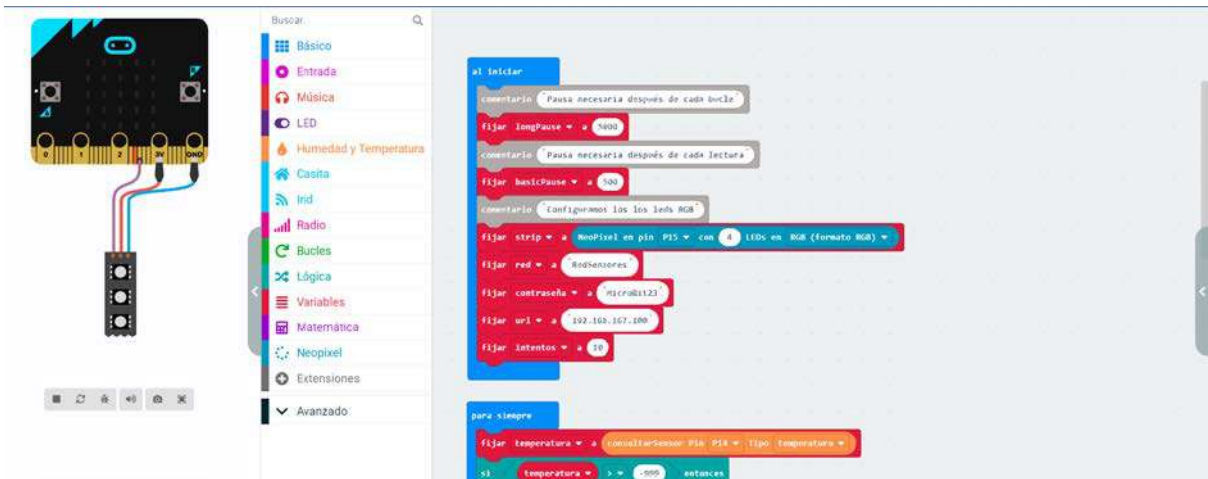 Buscar.
Básico
Entrada
Música
LED
Humedad y Temperatura
Casita
Irid
Radio
Bucles
Lógica
Variables
Matemática
Neopixel
Extensiones
Avanzado
0 1 2 3V GND
al iniciar
comentario Pausa necesaria después de cada bucle
fijar longPause a 5000
comentario Pausa necesaria después de cada lectura
fijar basicPause a 500
comentario Configuramos los los leds RGB
fijar strip a NeoPixel en pin P15 con 4 LEDs en RGB (formato RGB)
fijar red a RedSensores
fijar contraseña a MicroBit23
fijar url a 192.168.167.100
fijar intentos a 10
para siempre
fijar temperatura a consultarSensor Pin P14 Tipo temperatura
si temperatura > -999 entonces